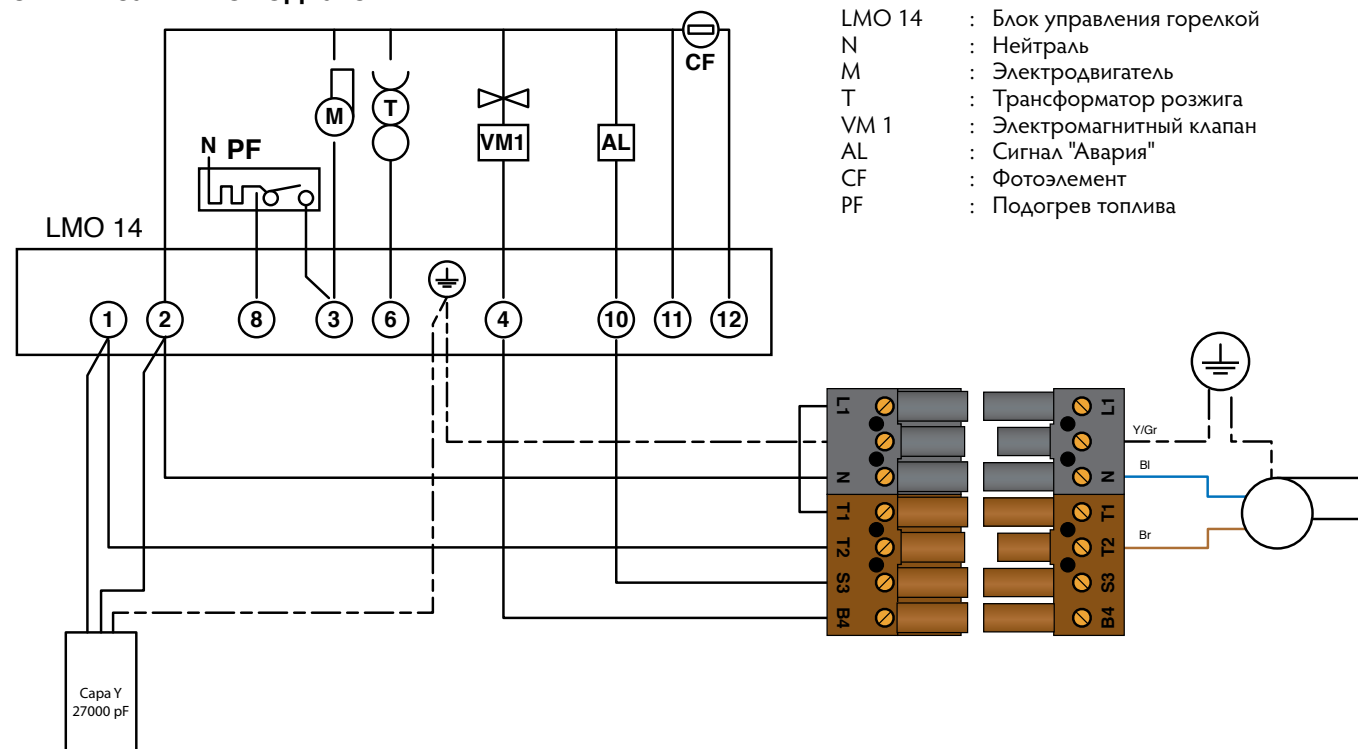 LMO 14 : Блок управления горелкой
N : Нейтраль
M : Электродвигатель
T : Трансформатор розжига
VM 1 : Электромагнитный клапан
AL : Сигнал "Авария"
CF : Фотоэлемент
PF : Подогрев топлива
CF
M
T
N PF
VM1
AL
LMO 14
1 2 8 3 6 4 10 11 12
L1
N
T1
T2
S3
B4
L1
N
T1
T2
S3
B4
Y/Gr
Bl
Br
Capa Y
27000 pF